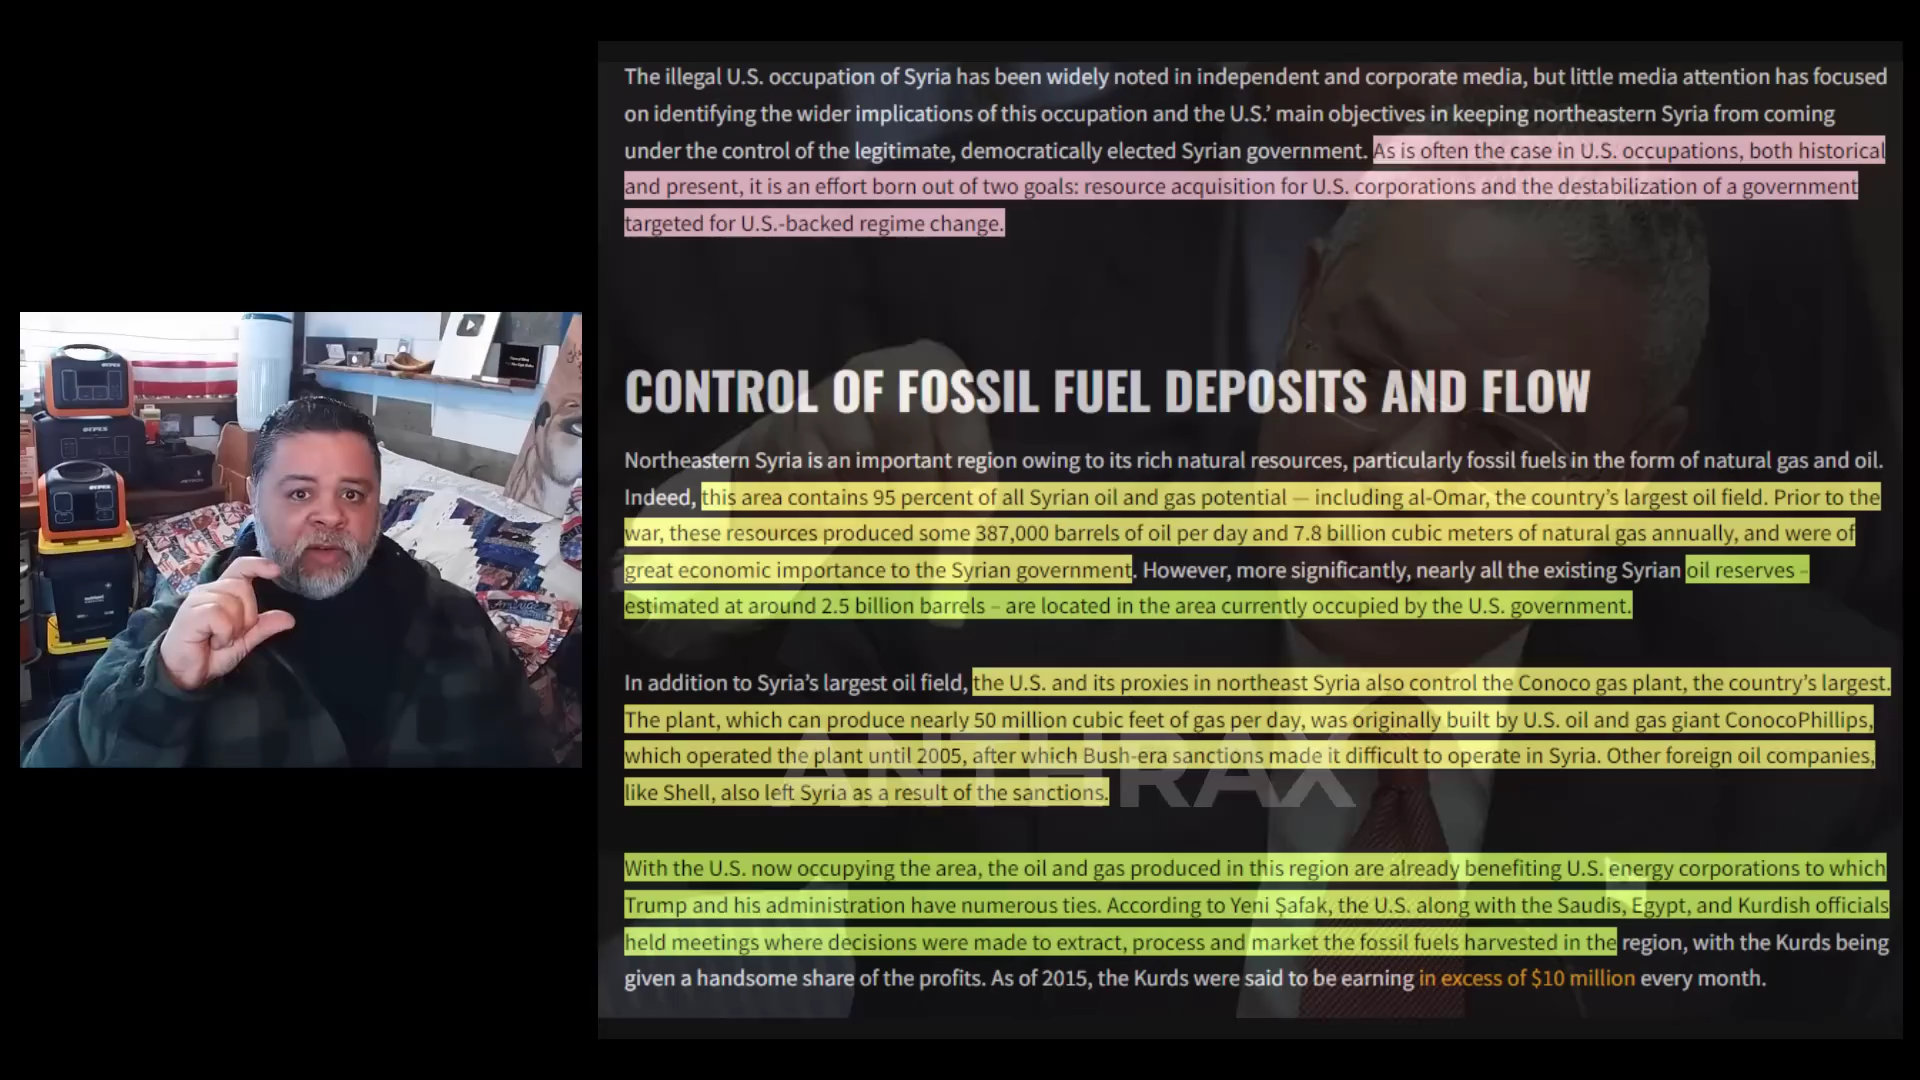 The illegal U.S. occupation of Syria has been widely noted in independent and corporate media, but little media attention has focused
on identifying the wider implications of this occupation and the U.S.’ main objectives in keeping northeastern Syria from coming
under the control of the legitimate, democratically elected Syrian government. As is often the case in U.S. occupations, both historical
and present, it is an effort born out of two goals: resource acquisition for U.S. corporations and the destabilization of a government
targeted for U.S.-backed regime change.
CONTROL OF FOSSIL FUEL DEPOSITS AND FLOW
Northeastern Syria is an important region owing to its rich natural resources, particularly fossil fuels in the form of natural gas and oil.
Indeed, this area contains 95 percent of all Syrian oil and gas potential — including al-Omar, the country’s largest oil field. Prior to the
war, these resources produced some 387,000 barrels of oil per day and 7.8 billion cubic meters of natural gas annually, and were of
great economic importance to the Syrian government. However, more significantly, nearly all the existing Syrian oil reserves –
estimated at around 2.5 billion barrels – are located in the area currently occupied by the U.S. government.
In addition to Syria’s largest oil field, the U.S. and its proxies in northeast Syria also control the Conoco gas plant, the country’s largest.
The plant, which can produce nearly 50 million cubic feet of gas per day, was originally built by U.S. oil and gas giant ConocoPhillips,
which operated the plant until 2005, after which Bush-era sanctions made it difficult to operate in Syria. Other foreign oil companies,
like Shell, also left Syria as a result of the sanctions.
ANTHRAX
With the U.S. now occupying the area, the oil and gas produced in this region are already benefiting U.S. energy corporations to which
Trump and his administration have numerous ties. According to Yeni Şafak, the U.S. along with the Saudis, Egypt, and Kurdish officials
held meetings where decisions were made to extract, process and market the fossil fuels harvested in the region, with the Kurds being
given a handsome share of the profits. As of 2015, the Kurds were said to be earning in excess of $10 million every month.